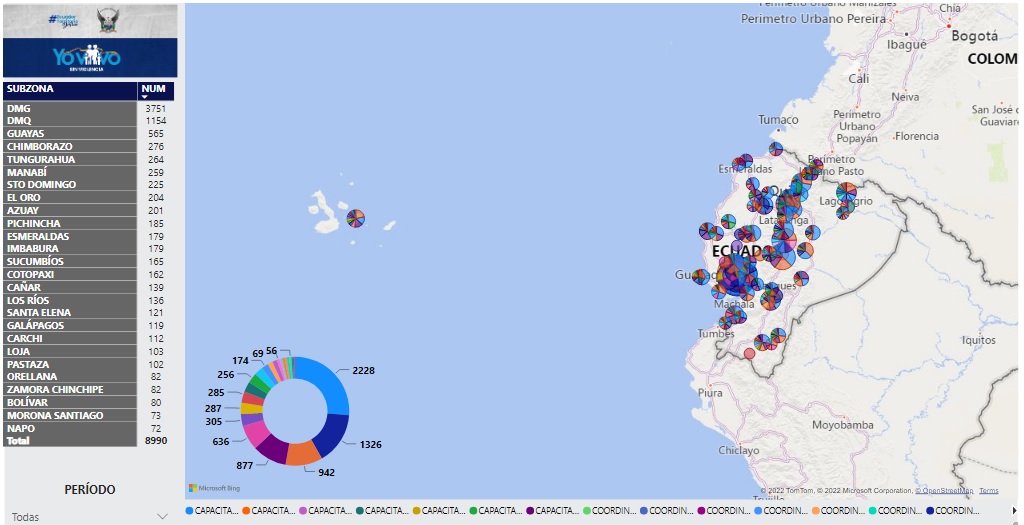 Yo vivo
SIN VIOLENCIA
SUBZONA NUM
DMG 3751
DMQ 1154
GUAYAS 565
CHIMBORAZO 276
TUNGURAHUA 264
MANABÍ 259
STO DOMINGO 225
EL ORO 204
AZUAY 201
PICHINCHA 185
ESMERALDAS 179
IMBABURA 179
SUCUMBÍOS 165
COTOPAXI 162
CAÑAR 139
LOS RÍOS 136
SANTA ELENA 121
GALÁPAGOS 119
CARCHI 112
LOJA 103
PASTAZA 102
ORELLANA 82
ZAMORA CHINCHIPE 82
BOLÍVAR 80
MORONA SANTIAGO 73
NAPO 72
Total 8990
PERÍODO
Todas
Perimetro Urbano Manizales
Perimetro Urbano Pereira
Chía
Bogotá
Ibagué
COLOM
Cali
Neiva
San José de
Guaviare
Tumaco
Perimetro
Urbano
Popayán
Florencia
Perimetro
Pasto
Esmeraldas
Lago Agrio
Latacunga
ECUAD
Machala
Tumbes
Iquitos
Piura
Moyobamba
Chiclayo
Trujillo
56
69
174
256
285
287
305
636
877
942
1326
2228
Microsoft Bing
© 2022 TomTom, © 2022 Microsoft Corporation, © OpenStreetMap Terms
CAPACITA... CAPACITA... CAPACITA... CAPACITA... CAPACITA... CAPACITA... CAPACITA... COORDIN... COORDIN... COORDIN... COORDIN... COORDIN... COORDIN... COORDIN...